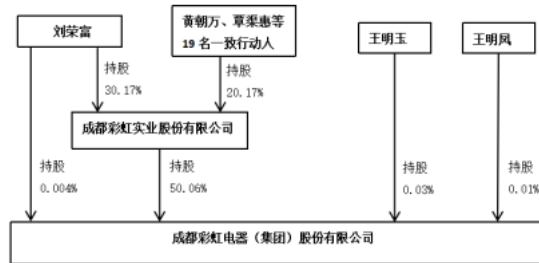 刘荣富
黄朝万、覃渠惠等
19 名一致行动人
王明玉
王明凤
持股
30.17%
持股
20.17%
成都彩虹实业股份有限公司
持股
0.004%
持股
50.06%
持股
0.03%
持股
0.01%
成都彩虹电器（集团）股份有限公司